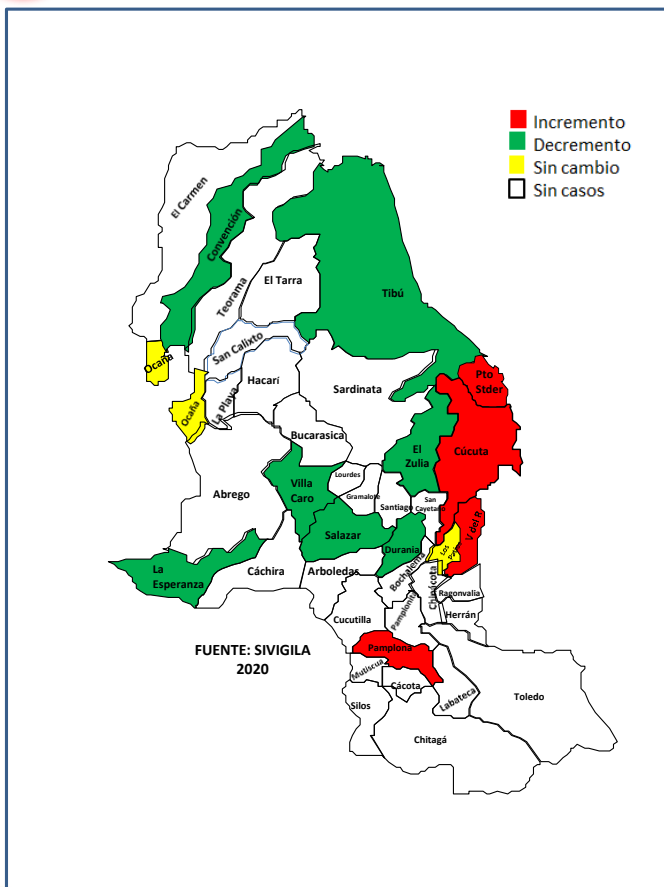 Incremento
Decremento
Sin cambio
Sin casos
El Carmen
Convención
Teorama
El Tarra
Tibú
San Calixto
Ocaña
Ocaña
La Playa
Hacarí
Sardinata
Pto
Stder
Cúcuta
Bucarasica
El
Zulia
Abrego
Villa
Caro
Lourdes
Gramalote
Santiago
San
Cayetano
Salazar
Durania
V del R
Los
La
Esperanza
Cáchira
Arboledas
Bochalema
Chinácota
Ragonvalia
Herrán
Cucutilla
Pamplonita
FUENTE: SIVIGILA
2020
Pamplona
Mutiscua
Cácota
Labateca
Toledo
Silos
Chitagá